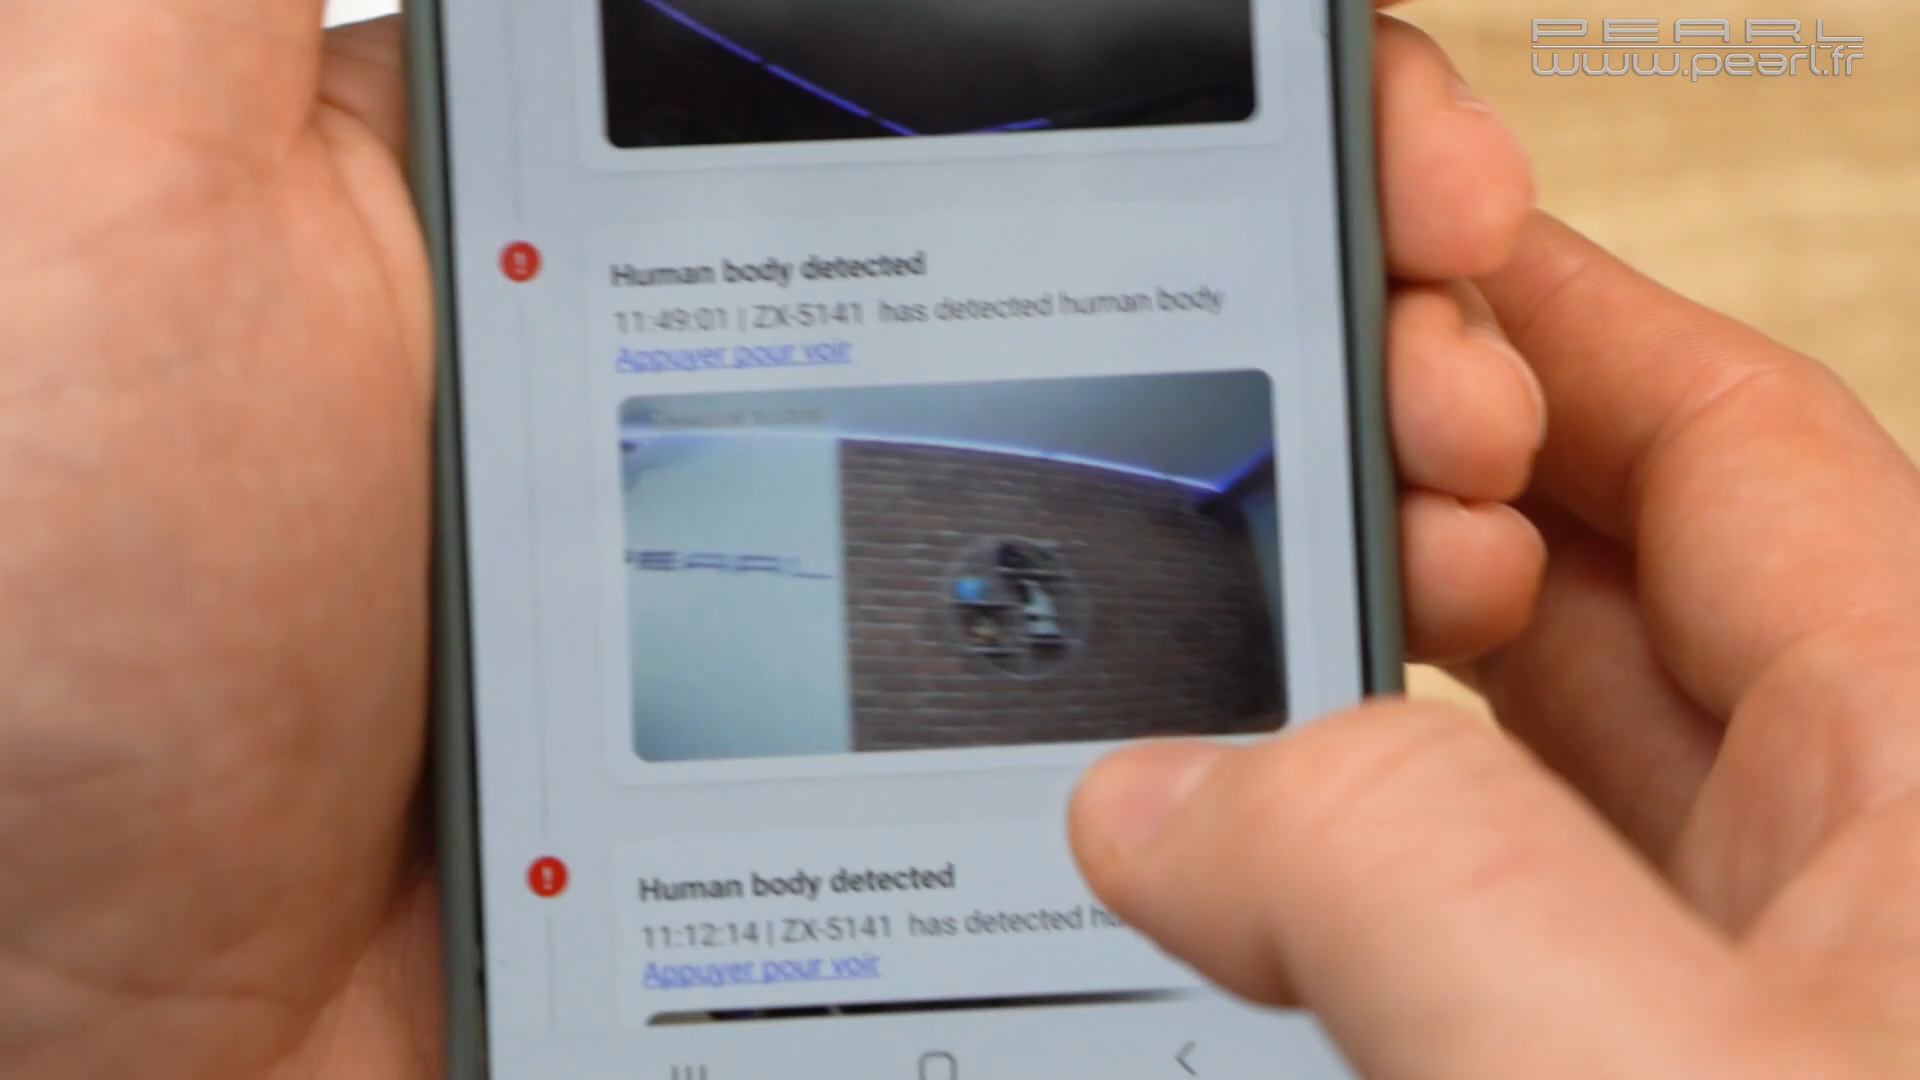 PEARL
www.pearl.fr
Human body detected
11:49:01 | ZX-5141 has detected human body
Appuyer pour voir
PEARL
Human body detected
11:12:14 | ZX-5141 has detected
Appuyer pour voir